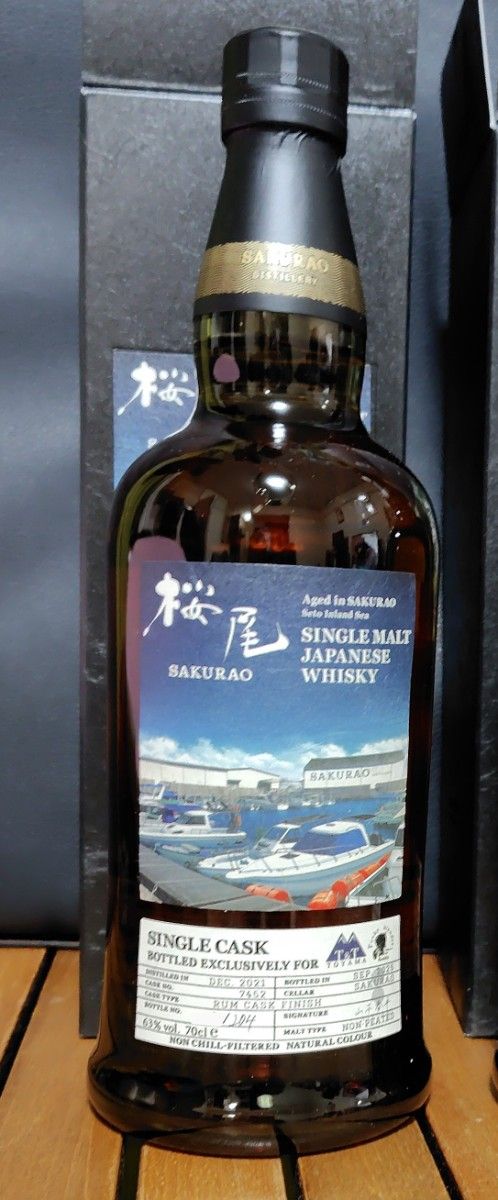 SAKURAO
DISTILLERY
桜
桜尾
SAKURAO
Aged in SAKURAO
Seto Inland Sea
SINGLE MALT
JAPANESE
WHISKY
SAKURAO
SINGLE CASK
BOTTLED EXCLUSIVELY FOR T&T TOYAMA
DISTILLED IN DEC. 2021 BOTTLED IN SEP.
CASK NO. 7452 CELLAR SAKURAO
CASK TYPE RUM CASK FINISH
BOTTLE NO. SIGNATURE
63% vol. 70cl e MALT TYPE NON-PEATED
NON CHILL-FILTERED NATURAL COLOUR